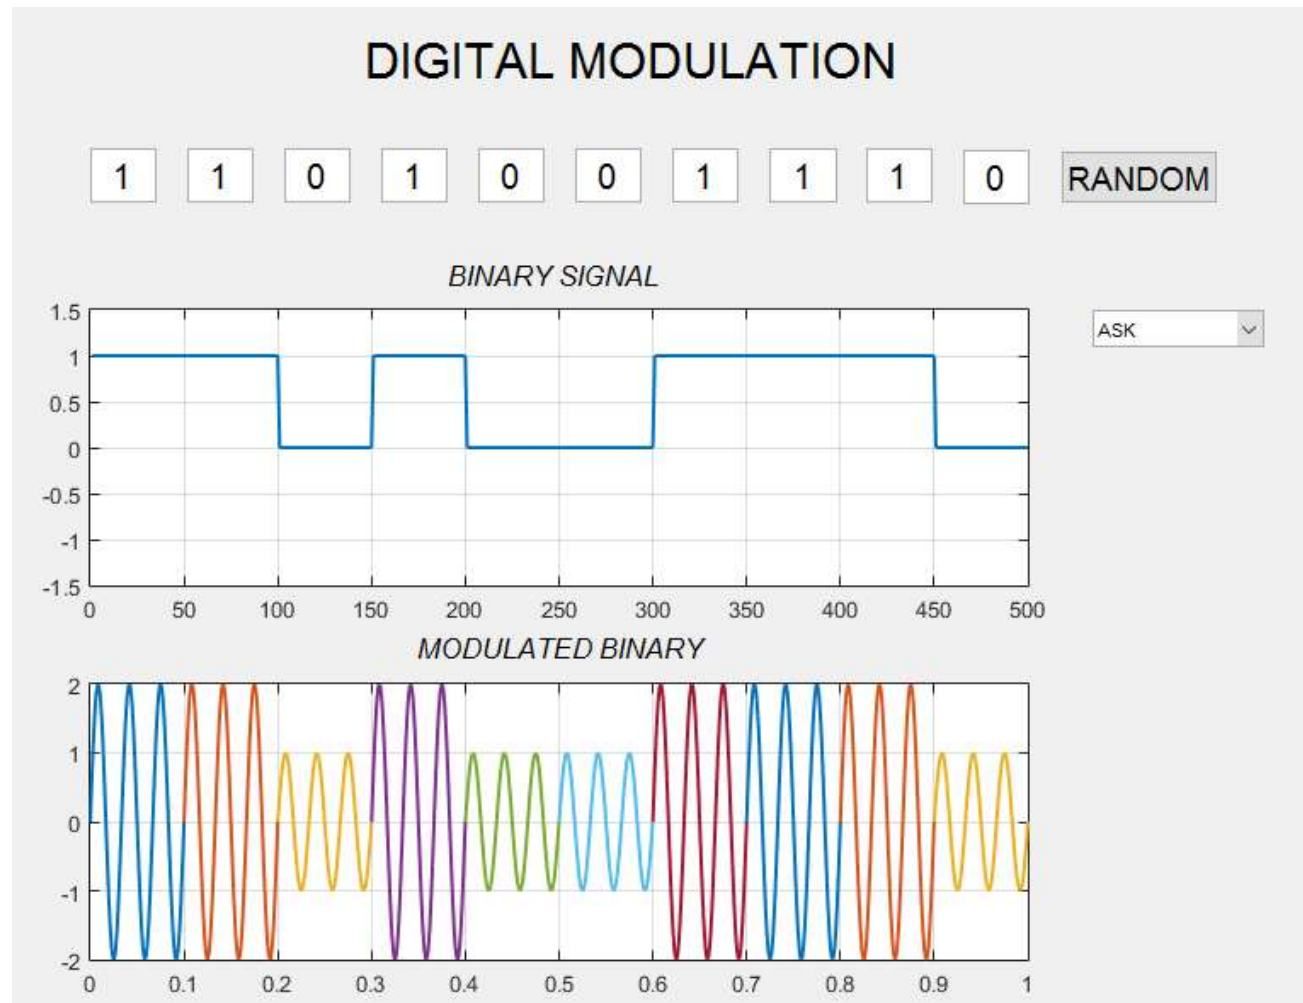 DIGITAL MODULATION
1 1 0 1 0 0 1 1 1 0 RANDOM
BINARY SIGNAL
ASK
1.5
1
0.5
0
-0.5
-1
-1.5
0 50 100 150 200 250 300 350 400 450 500
MODULATED BINARY
2
1
0
-1
-2
0 0.1 0.2 0.3 0.4 0.5 0.6 0.7 0.8 0.9 1